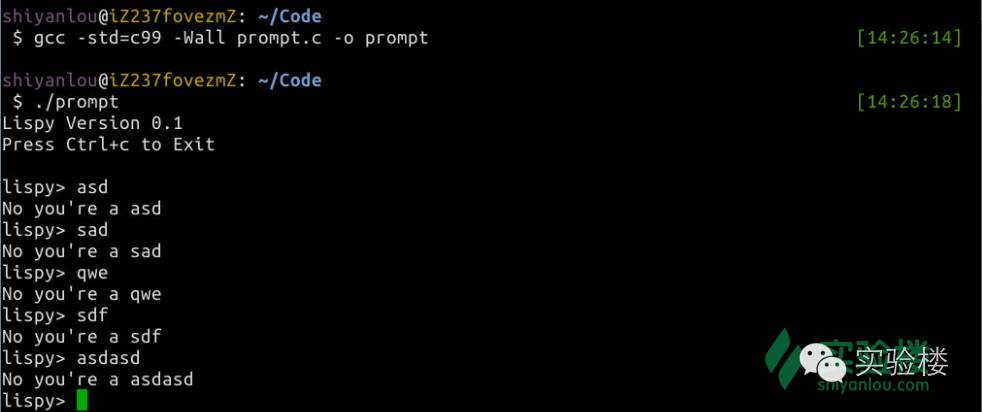 shiyanlou@iZ237fovezmZ: ~/Code
$ gcc -std=c99 -Wall prompt.c -o prompt [14:26:14]
shiyanlou@iZ237fovezmZ: ~/Code
$ ./prompt [14:26:18]
Lispy Version 0.1
Press Ctrl+c to Exit
lispy> asd
No you're a asd
lispy> sad
No you're a sad
lispy> qwe
No you're a qwe
lispy> sdf
No you're a sdf
lispy> asdasd
No you're a asdasd
lispy>
实验楼
实验楼
shiyanlou.com